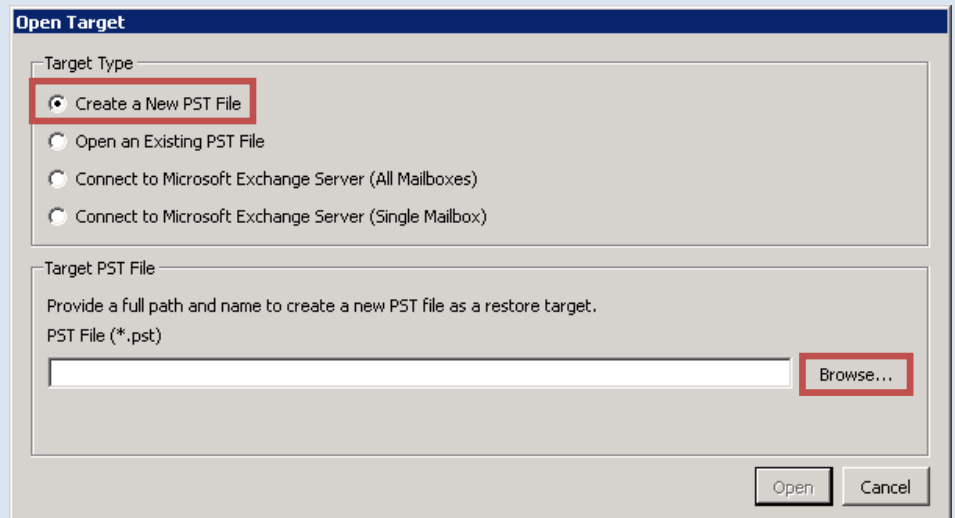 Open Target
Target Type
Create a New PST File
Open an Existing PST File
Connect to Microsoft Exchange Server (All Mailboxes)
Connect to Microsoft Exchange Server (Single Mailbox)
Target PST File
Provide a full path and name to create a new PST file as a restore target.
PST File (*.pst)
Browse...
Open Cancel